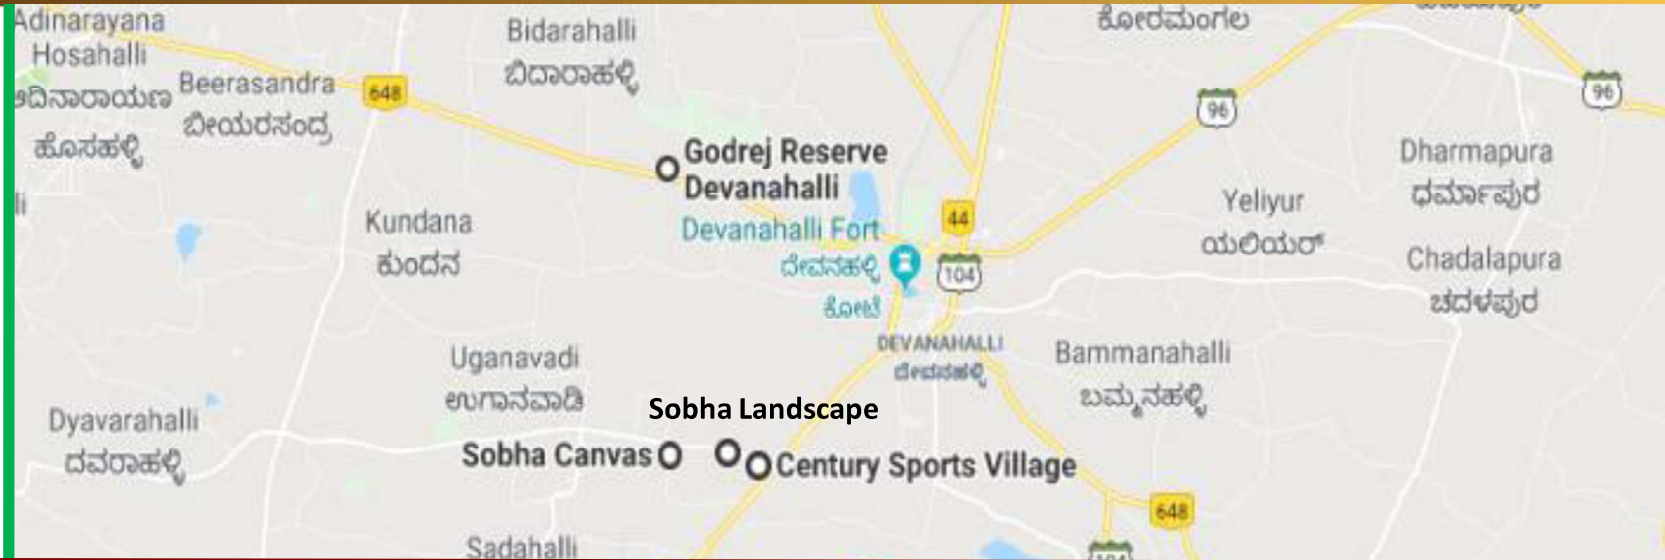 Adinarayana
Hosahalli
ಆದಿನಾರಾಯಣ
ಹೊಸಹಳ್ಳಿ
Beerasandra
ಬೀಯರಸಂದ್ರ
648
Bidarahalli
ಬಿದಾರಾಹಳ್ಳಿ
ಕೋರಮಂಗಲ
96
96
Godrej Reserve
Devanahalli
Devanahalli Fort
ದೇವನಹಳ್ಳಿ
ಕೋಟೆ
44
104
Dharmapura
ಧರ್ಮಾಪುರ
Yeliyur
ಯಲಿಯರ್
Chadalapura
ಚದಳಪುರ
li
Kundana
ಕುಂದನ
DEVANAHALLI
ದೇವನಹಳ್ಳಿ
Bammanahalli
ಬಮ್ಮನಹಳ್ಳಿ
Uganavadi
ಉಗಾನವಾಡಿ
Dyavarahalli
ದವರಾಹಳ್ಳಿ
Sobha Landscape
Sobha Canvas
Century Sports Village
648
Sadahalli